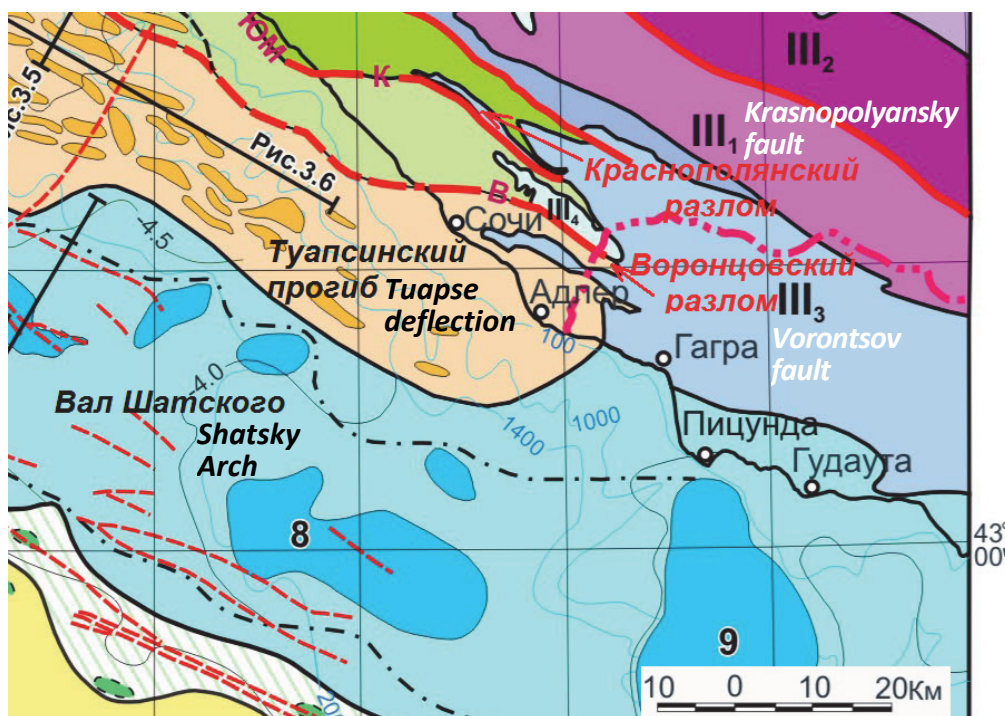 ис.3.5
ЮМ
К
III₂
III₁
Krasnopolyansky
fault
Краснополянский
разлом
Рис.3.6
В
Сочи
III₄
-4.5
Туапсинский
прогиб
Tuapse
deflection
Адлер
Воронцовский
разлом
III₃
Vorontsov
fault
100
Гагра
-4.0
Вал Шатского
Shatsky
Arch
1400
1000
Пицунда
Гудаута
8
43°
00'
9
10 0 10 20Км